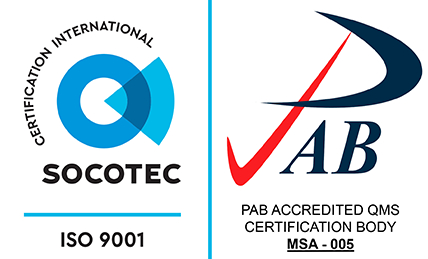 CERTIFICATION INTERNATIONAL
SOCOTEC
ISO 9001
PAB
PAB ACCREDITED QMS
CERTIFICATION BODY
MSA - 005